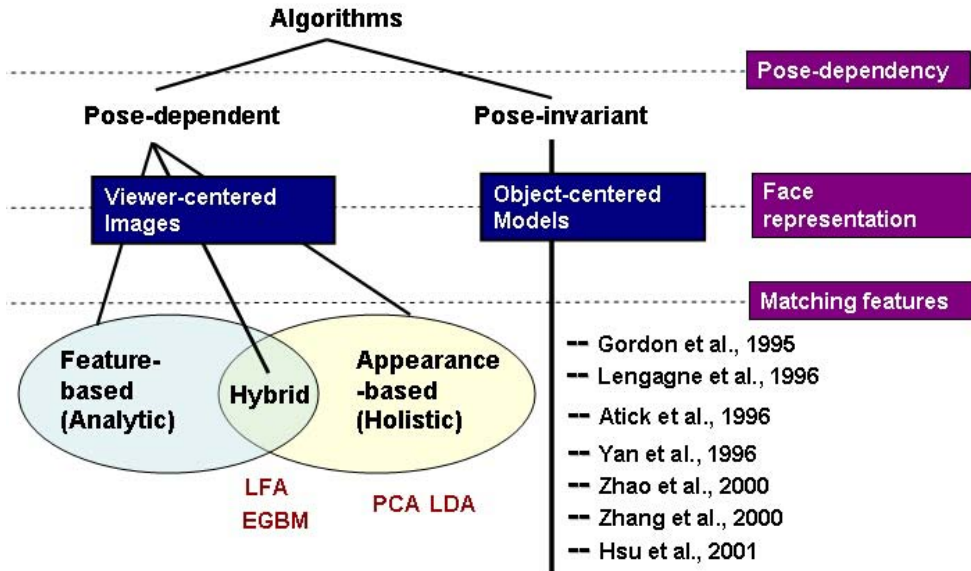 Algorithms
Pose-dependency
Pose-dependent
Pose-invariant
Viewer-centered
Images
Object-centered
Models
Face
representation
Matching features
Feature-
based
(Analytic)
Hybrid
Appearance
-based
(Holistic)
LFA
EGBM
PCA LDA
-- Gordon et al., 1995
-- Lengagne et al., 1996
-- Atick et al., 1996
-- Yan et al., 1996
-- Zhao et al., 2000
-- Zhang et al., 2000
-- Hsu et al., 2001